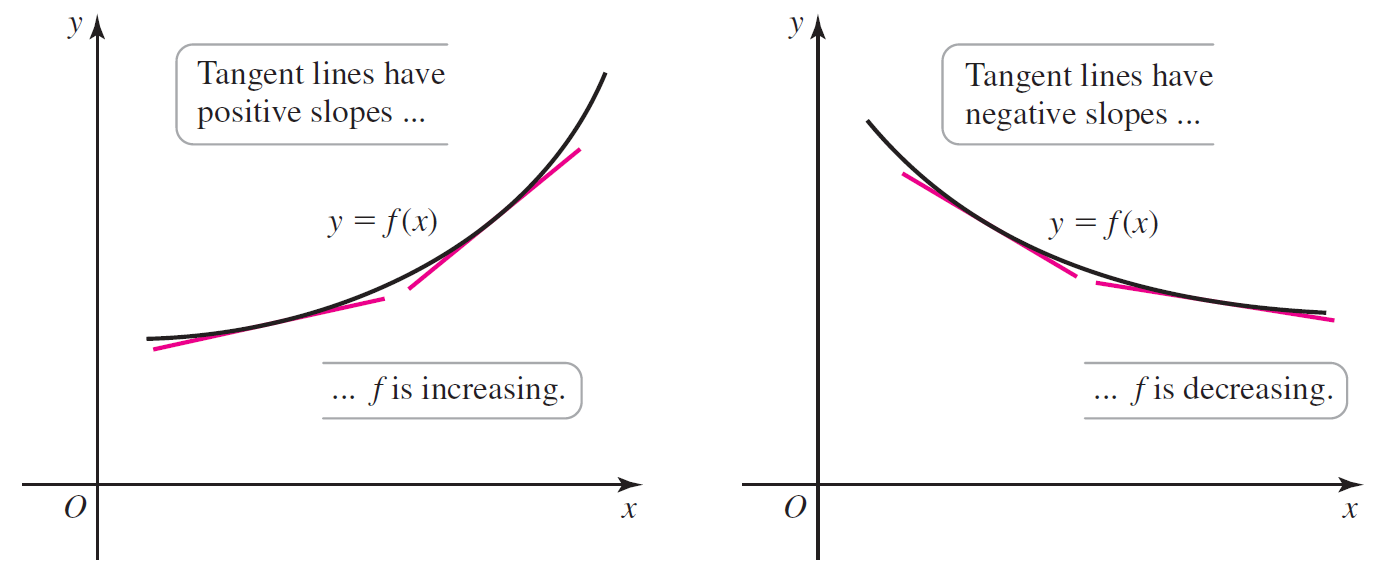 y
Tangent lines have
positive slopes ...
y = f(x)
... f is increasing.
O
x
y
Tangent lines have
negative slopes ...
y = f(x)
... f is decreasing.
O
x